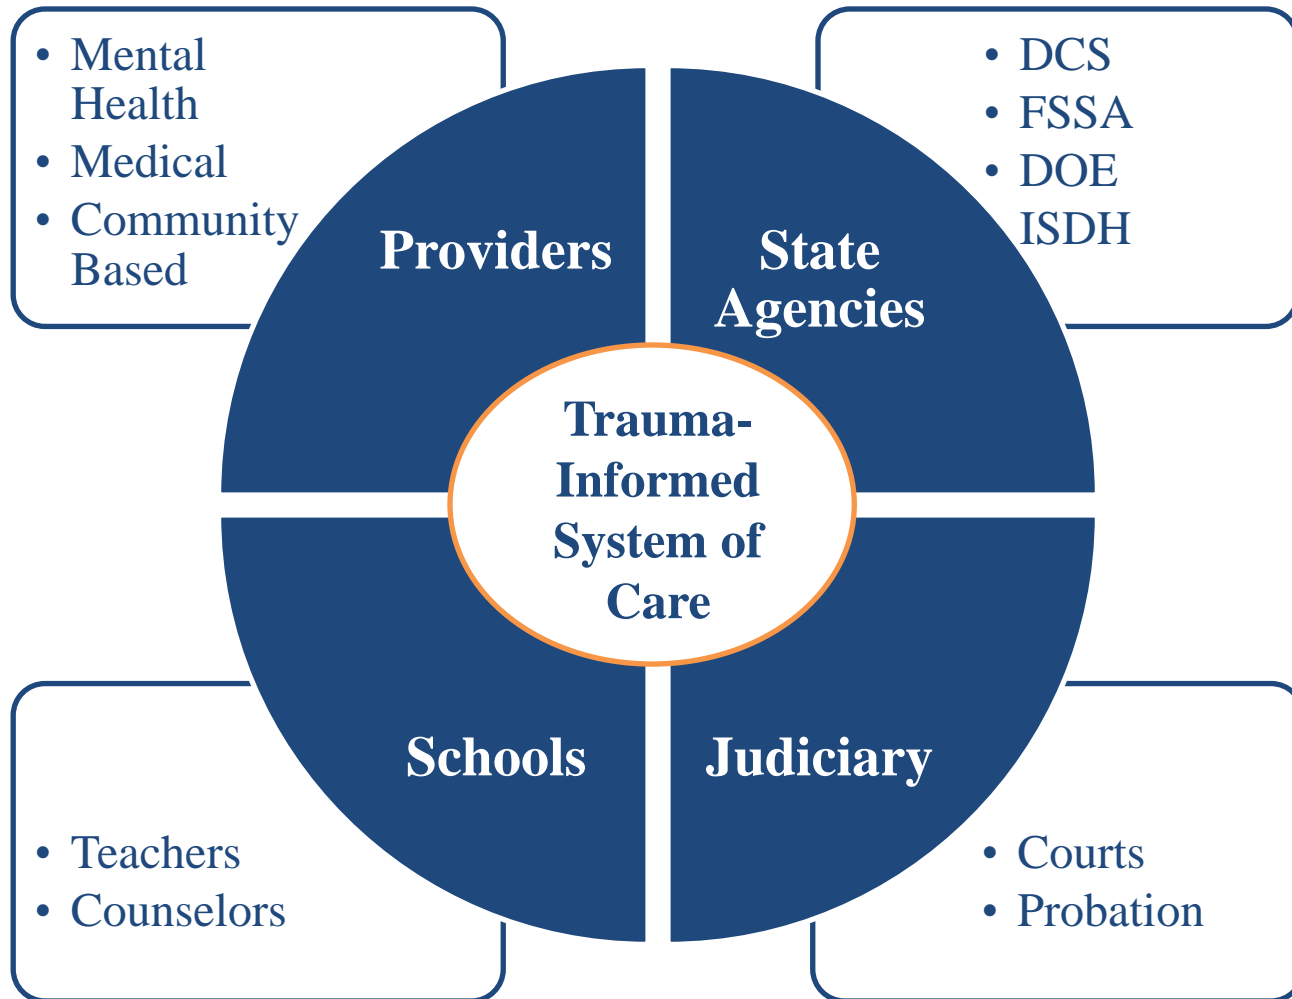 • Mental
Health
• Medical
• Community
Based
Providers
• DCS
• FSSA
• DOE
ISDH
State
Agencies
Trauma-
Informed
System of
Care
Schools
• Teachers
• Counselors
Judiciary
• Courts
• Probation